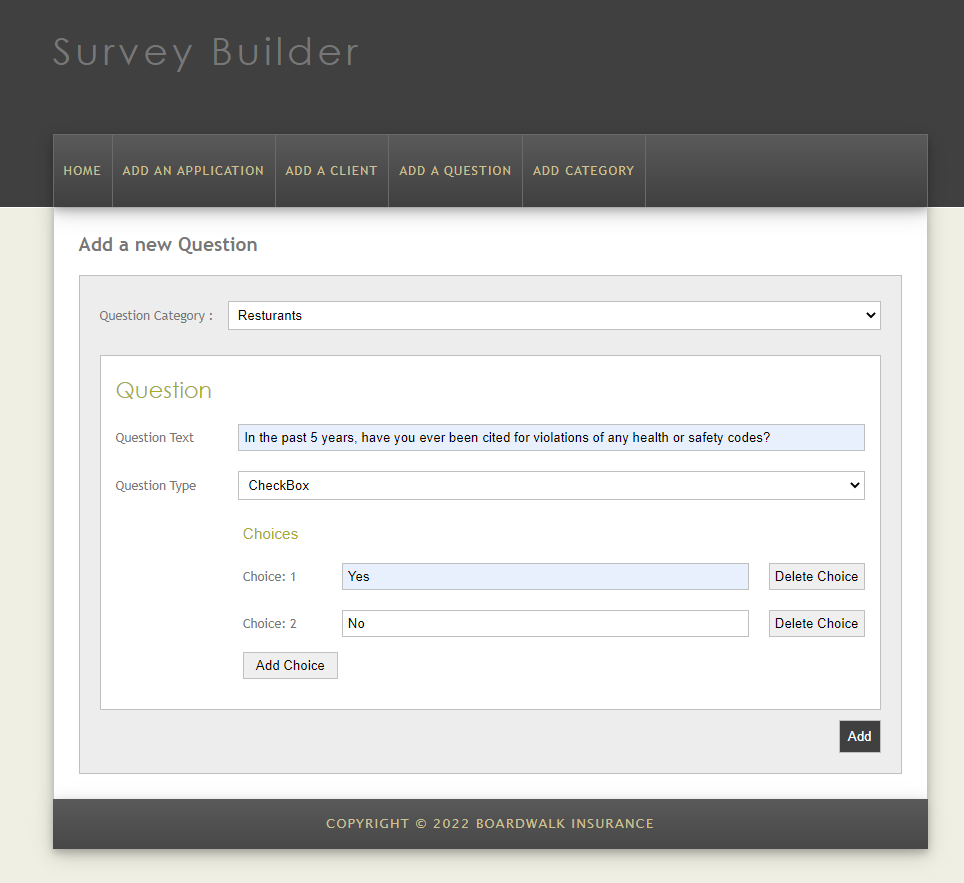 Survey Builder
HOME ADD AN APPLICATION ADD A CLIENT ADD A QUESTION ADD CATEGORY
Add a new Question
Question Category : Resturants
Question
Question Text In the past 5 years, have you ever been cited for violations of any health or safety codes?
Question Type CheckBox
Choices
Choice: 1 Yes Delete Choice
Choice: 2 No Delete Choice
Add Choice
Add
COPYRIGHT © 2022 BOARDWALK INSURANCE